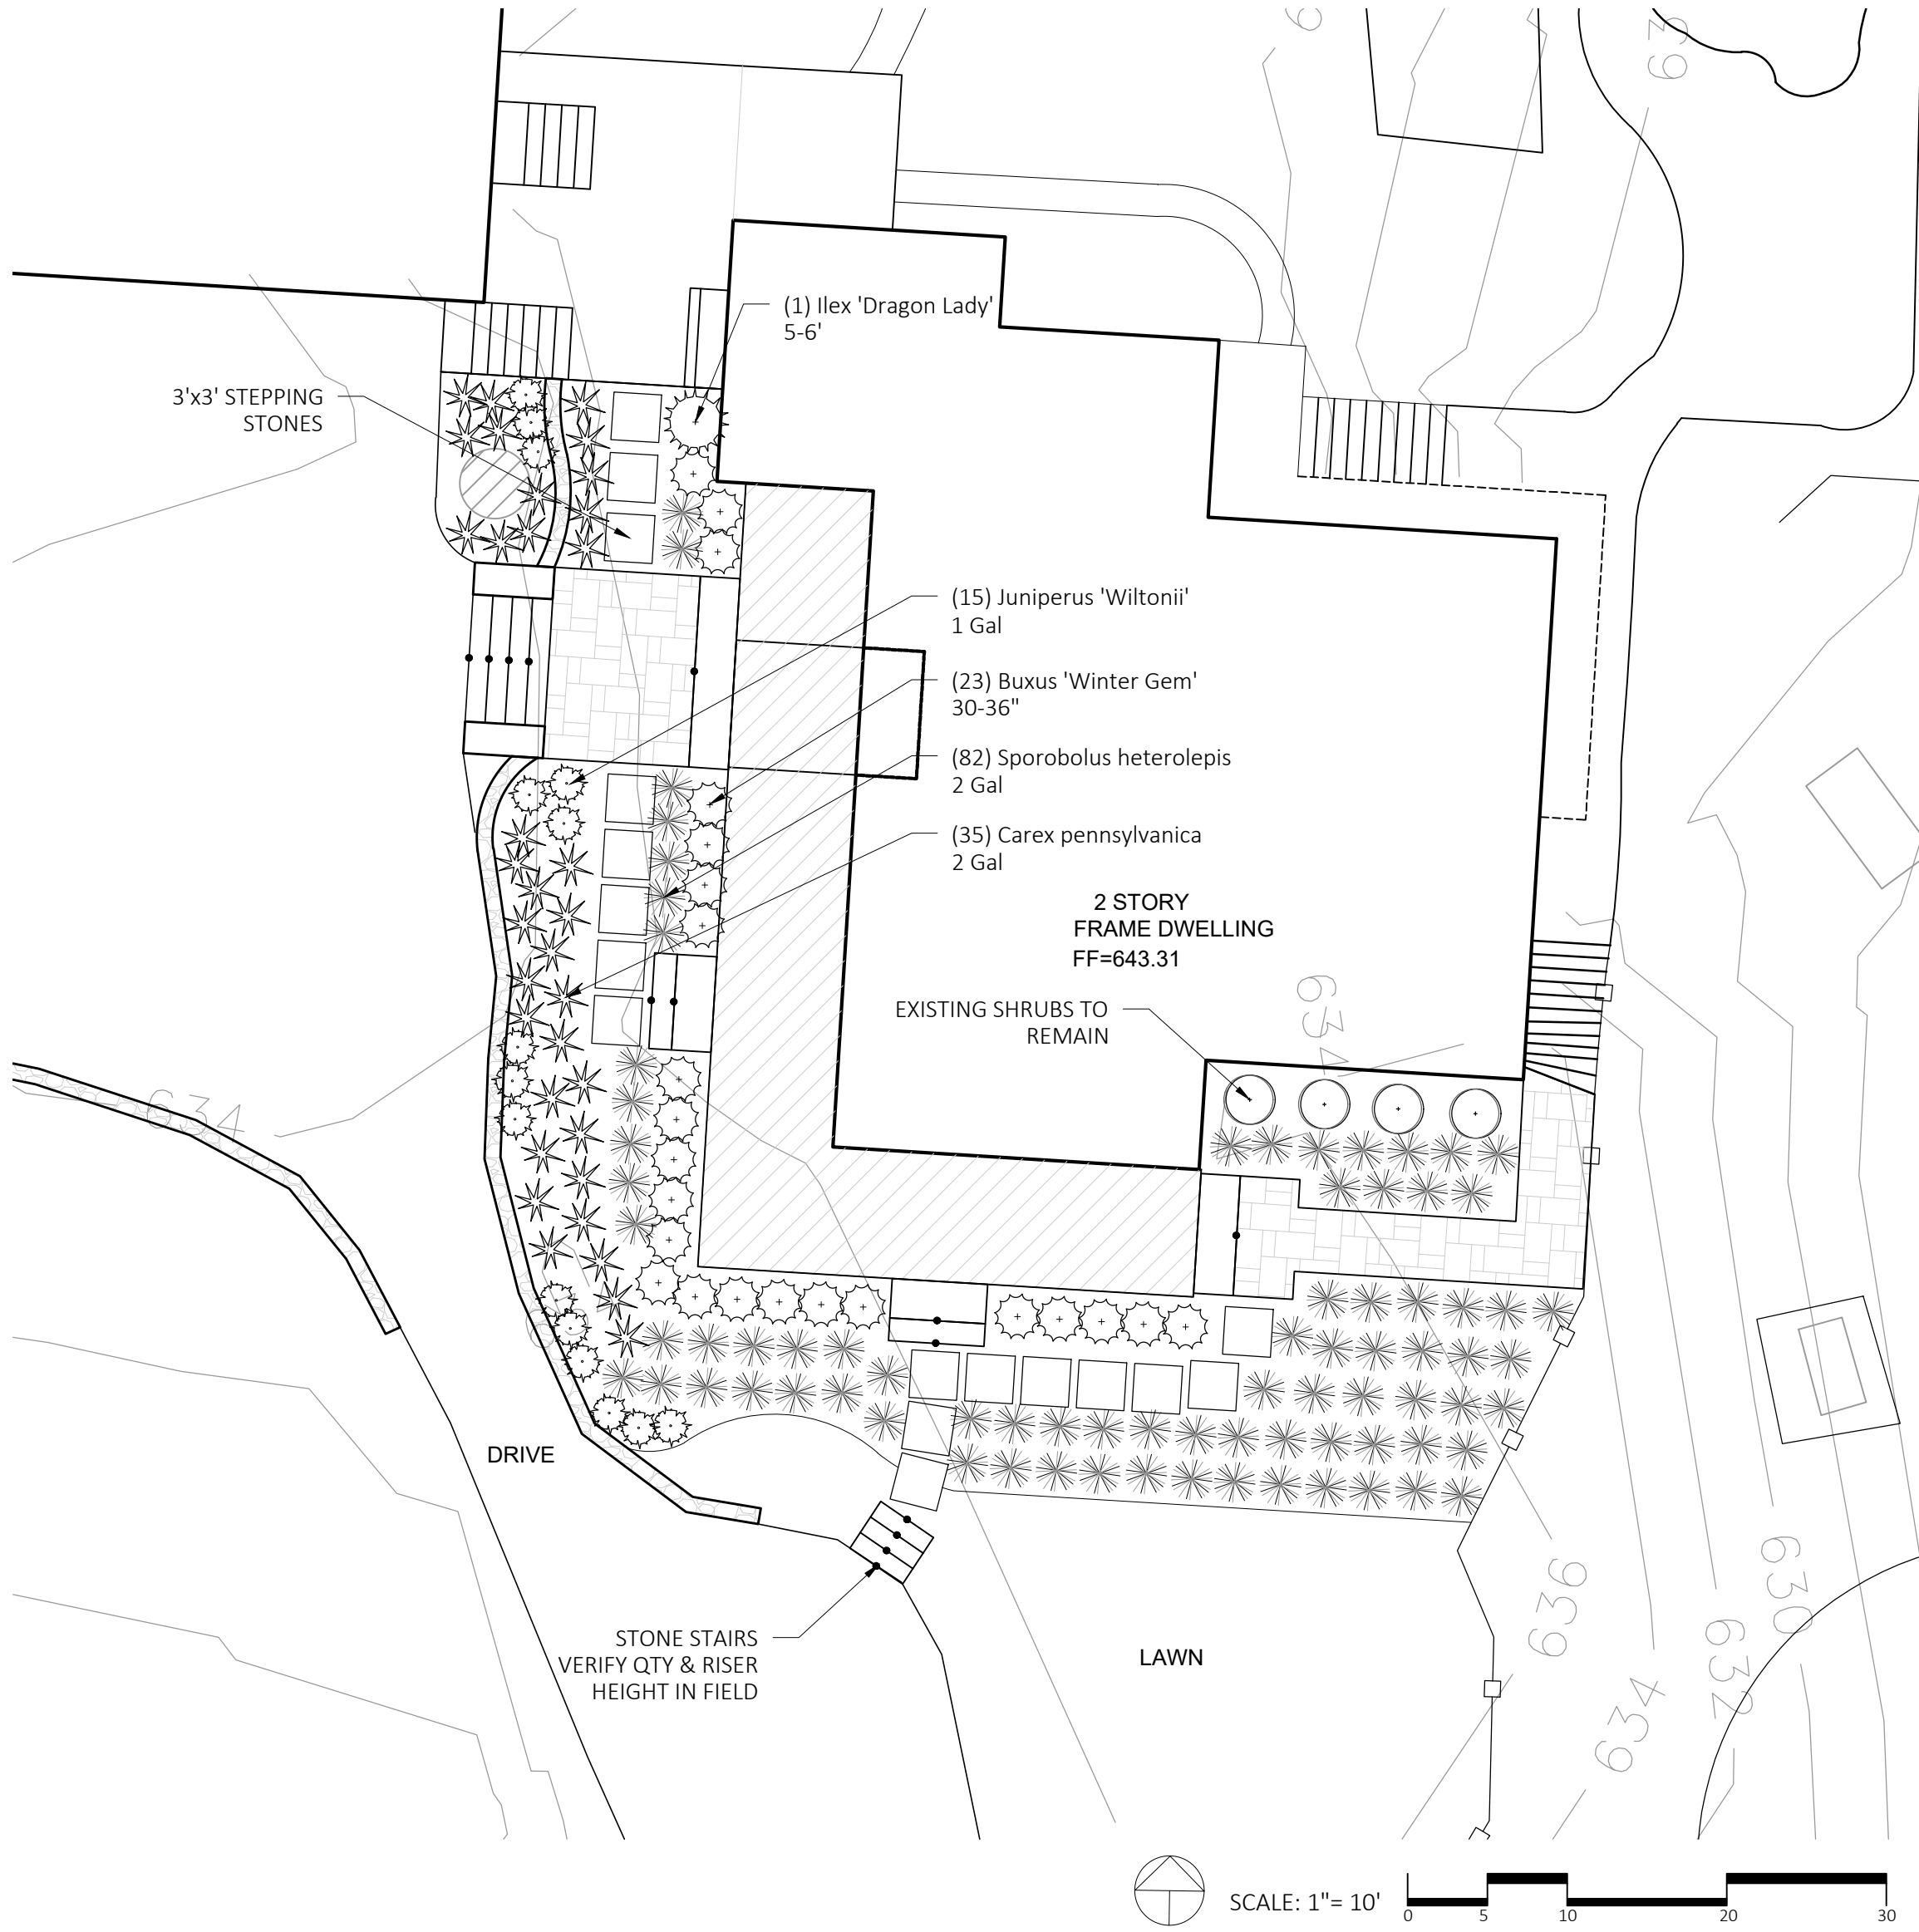 63
(1) Ilex 'Dragon Lady'
5-6'
3'x3' STEPPING
STONES
(15) Juniperus 'Wiltonii'
1 Gal
(23) Buxus 'Winter Gem'
30-36"
(82) Sporobolus heterolepis
2 Gal
(35) Carex pennsylvanica
2 Gal
2 STORY
FRAME DWELLING
FF=643.31
EXISTING SHRUBS TO
REMAIN
634
634
DRIVE
STONE STAIRS
VERIFY QTY & RISER
HEIGHT IN FIELD
LAWN
636
634
632
630
SCALE: 1"= 10'
0 5 10 20 30